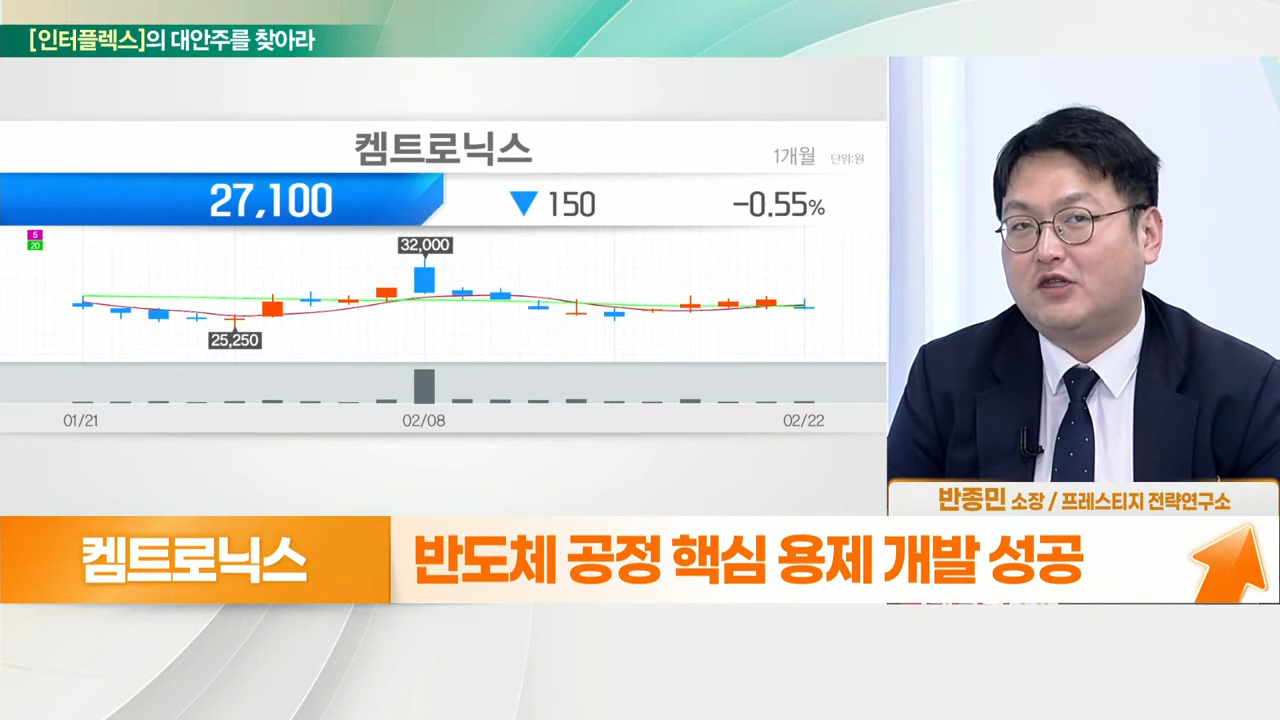 [인터플렉스]의 대안주를 찾아라
켐트로닉스
1개월 단위:원
27,100 ▼ 150 -0.55%
5
20
32,000
25,250
01/21 02/08 02/22
반종민 소장 / 프레스티지 전략연구소
켐트로닉스 반도체 공정 핵심 용제 개발 성공